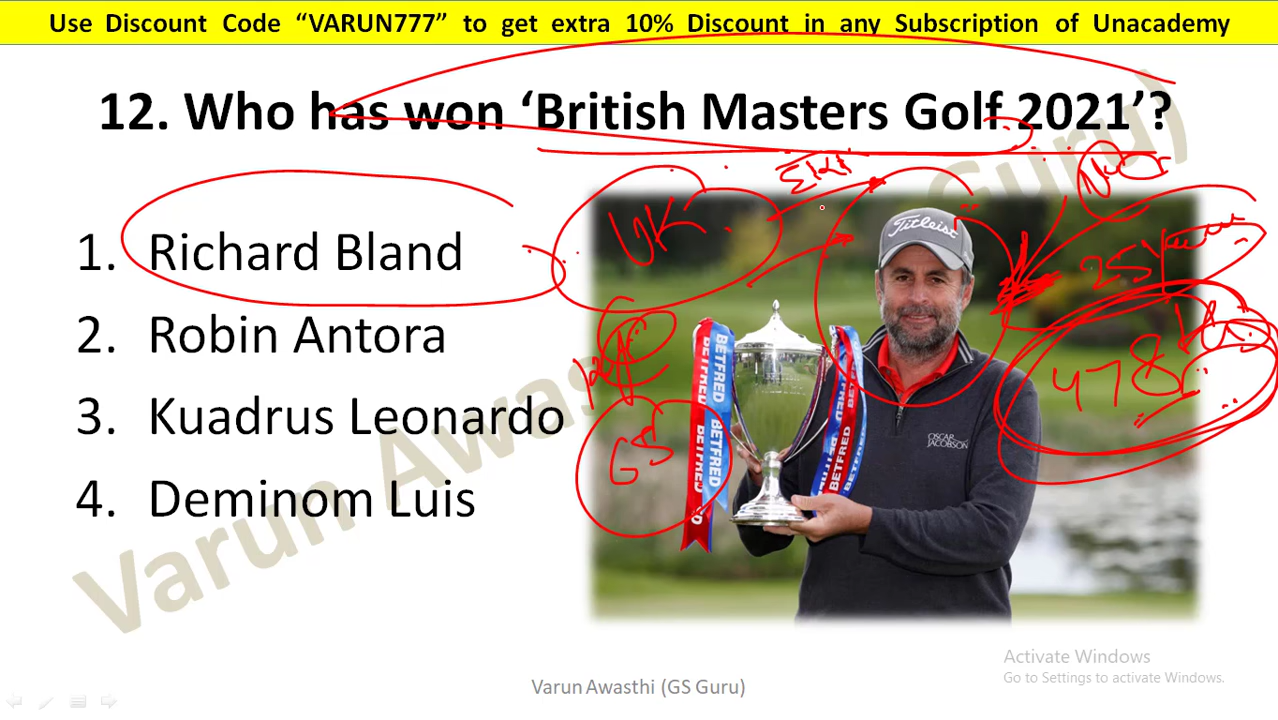 Use Discount Code “VARUN777” to get extra 10% Discount in any Subscription of Unacademy
12. Who has won ‘British Masters Golf 2021’?
1. Richard Bland
2. Robin Antora
3. Kuadrus Leonardo
4. Deminom Luis
UK
GS
478
Titleist
BETFRED BETFRED
BETFRED BETFRED
OSCAR
JACOBSON
Varun Awasthi (GS Guru)
Activate Windows
Go to Settings to activate Windows.
Varun Awasthi (GS Guru)